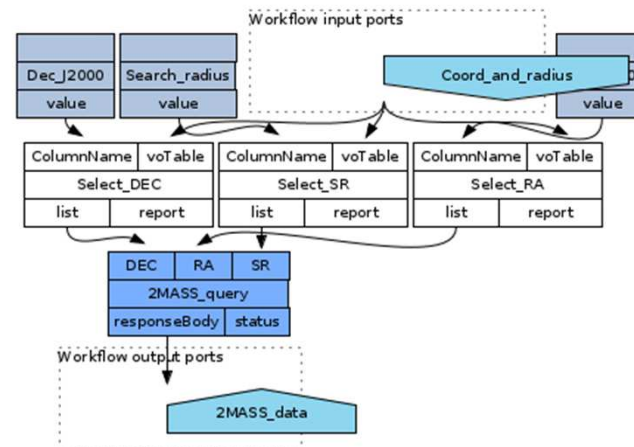 Workflow input ports
Dec_J2000
Search_radius
Coord_and_radius
value
value
value
ColumnName voTable
ColumnName voTable
ColumnName voTable
Select_DEC
Select_SR
Select_RA
list report
list report
list report
DEC RA SR
2MASS_query
responseBody status
Workflow output ports
2MASS_data